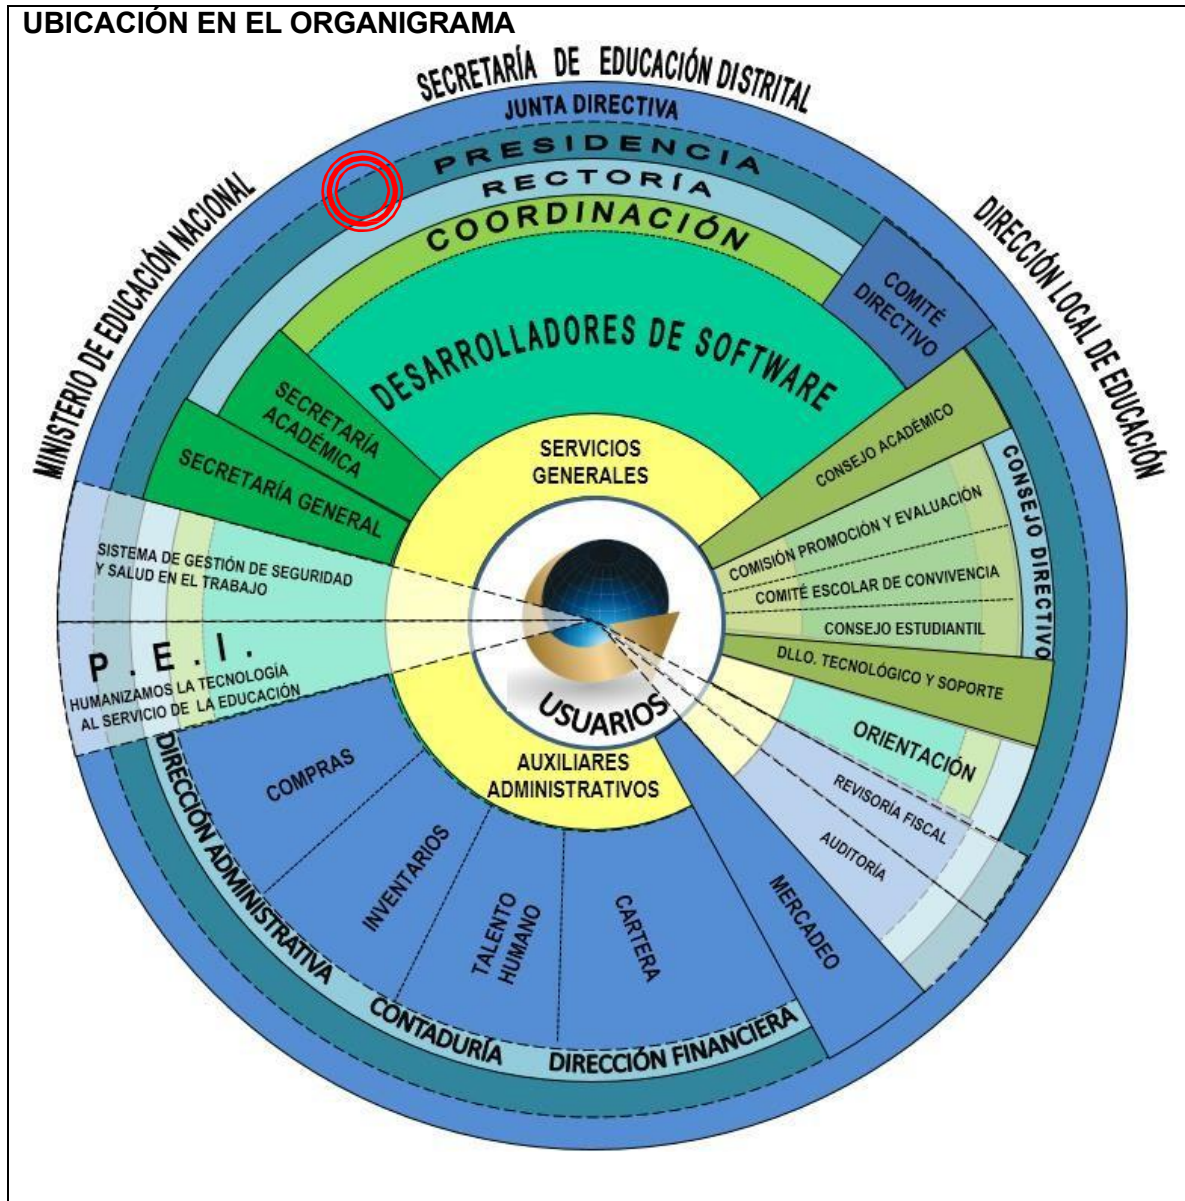 UBICACIÓN EN EL ORGANIGRAMA
SECRETARÍA DE EDUCACIÓN DISTRITAL
MINISTERIO DE EDUCACIÓN NACIONAL
DIRECCIÓN LOCAL DE EDUCACIÓN
JUNTA DIRECTIVA
PRESIDENCIA
RECTORÍA
COORDINACIÓN
DESARROLLADORES DE SOFTWARE
COMITÉ
DIRECTIVO
SECRETARÍA
ACADÉMICA
SECRETARÍA GENERAL
SERVICIOS
GENERALES
CONSEJO ACADÉMICO
CONSEJO DIRECTIVO
COMISIÓN PROMOCIÓN Y EVALUACIÓN
COMITÉ ESCOLAR DE CONVIVENCIA
CONSEJO ESTUDIANTIL
DLLO. TECNOLÓGICO Y SOPORTE
ORIENTACIÓN
REVISORÍA FISCAL
AUDITORÍA
MERCADEO
SISTEMA DE GESTIÓN DE SEGURIDAD
Y SALUD EN EL TRABAJO
P.E.I.
HUMANIZAMOS LA TECNOLOGÍA
AL SERVICIO DE LA EDUCACIÓN
USUARIOS
AUXILIARES
ADMINISTRATIVOS
COMPRAS
INVENTARIOS
TALENTO
HUMANO
CARTERA
DIRECCIÓN ADMINISTRATIVA
CONTADURÍA
DIRECCIÓN FINANCIERA